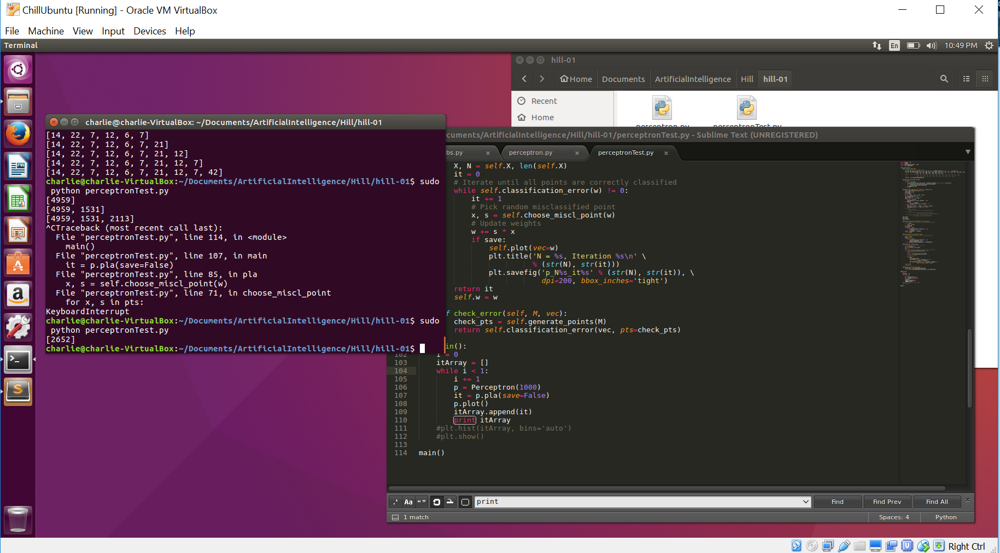 ChillUbuntu [Running] - Oracle VM VirtualBox
File Machine View Input Devices Help
Terminal
En
10:49 PM
hill-01
Home Documents ArtificialIntelligence Hill hill-01
Recent
Home
charlie@charlie-VirtualBox: ~/Documents/ArtificialIntelligence/Hill/hill-01
[14, 22, 7, 12, 6, 7]
[14, 22, 7, 12, 6, 7, 21]
[14, 22, 7, 12, 6, 7, 21, 12]
[14, 22, 7, 12, 6, 7, 21, 12, 7]
[14, 22, 7, 12, 6, 7, 21, 12, 7, 42]
charlie@charlie-VirtualBox:~/Documents/ArtificialIntelligence/Hill/hill-01$ sudo
python perceptronTest.py
[4959]
[4959, 1531]
[4959, 1531, 2113]
^CTraceback (most recent call last):
File "perceptronTest.py", line 114, in <module>
main()
File "perceptronTest.py", line 107, in main
it = p.pla(save=False)
File "perceptronTest.py", line 85, in pla
x, s = self.choose_miscl_point(w)
File "perceptronTest.py", line 71, in choose_miscl_point
for x, s in pts:
KeyboardInterrupt
charlie@charlie-VirtualBox:~/Documents/ArtificialIntelligence/Hill/hill-01$ sudo
python perceptronTest.py
[2652]
charlie@charlie-VirtualBox:~/Documents/ArtificialIntelligence/Hill/hill-01$
perceptron.py perceptronTest.py
cuments/ArtificialIntelligence/Hill/hill-01/perceptronTest.py - Sublime Text (UNREGISTERED)
bs.py perceptron.py perceptronTest.py
X, N = self.X, len(self.X)
it = 0
# Iterate until all points are correctly classified
while self.classification_error(w) != 0:
it += 1
# Pick random misclassified point
x, s = self.choose_miscl_point(w)
# Update weights
w += s * x
if save:
self.plot(vec=w)
plt.title('N = %s, Iteration %s\n' \
% (str(N), str(it)))
plt.savefig('p_N%s_it%s' % (str(N), str(it)), \
dpi=200, bbox_inches='tight')
return it
self.w = w
f check_error(self, M, vec):
check_pts = self.generate_points(M)
return self.classification_error(vec, pts=check_pts)
in():
102 i = 0
103 itArray = []
104 while i < 1:
105 i += 1
106 p = Perceptron(1000)
107 it = p.pla(save=False)
108 p.plot()
109 itArray.append(it)
110 print itArray
111 #plt.hist(itArray, bins='auto')
112 #plt.show()
113
114 main()
.* Aa “” print Find Find Prev Find All
1 match Spaces: 4 Python
Right Ctrl